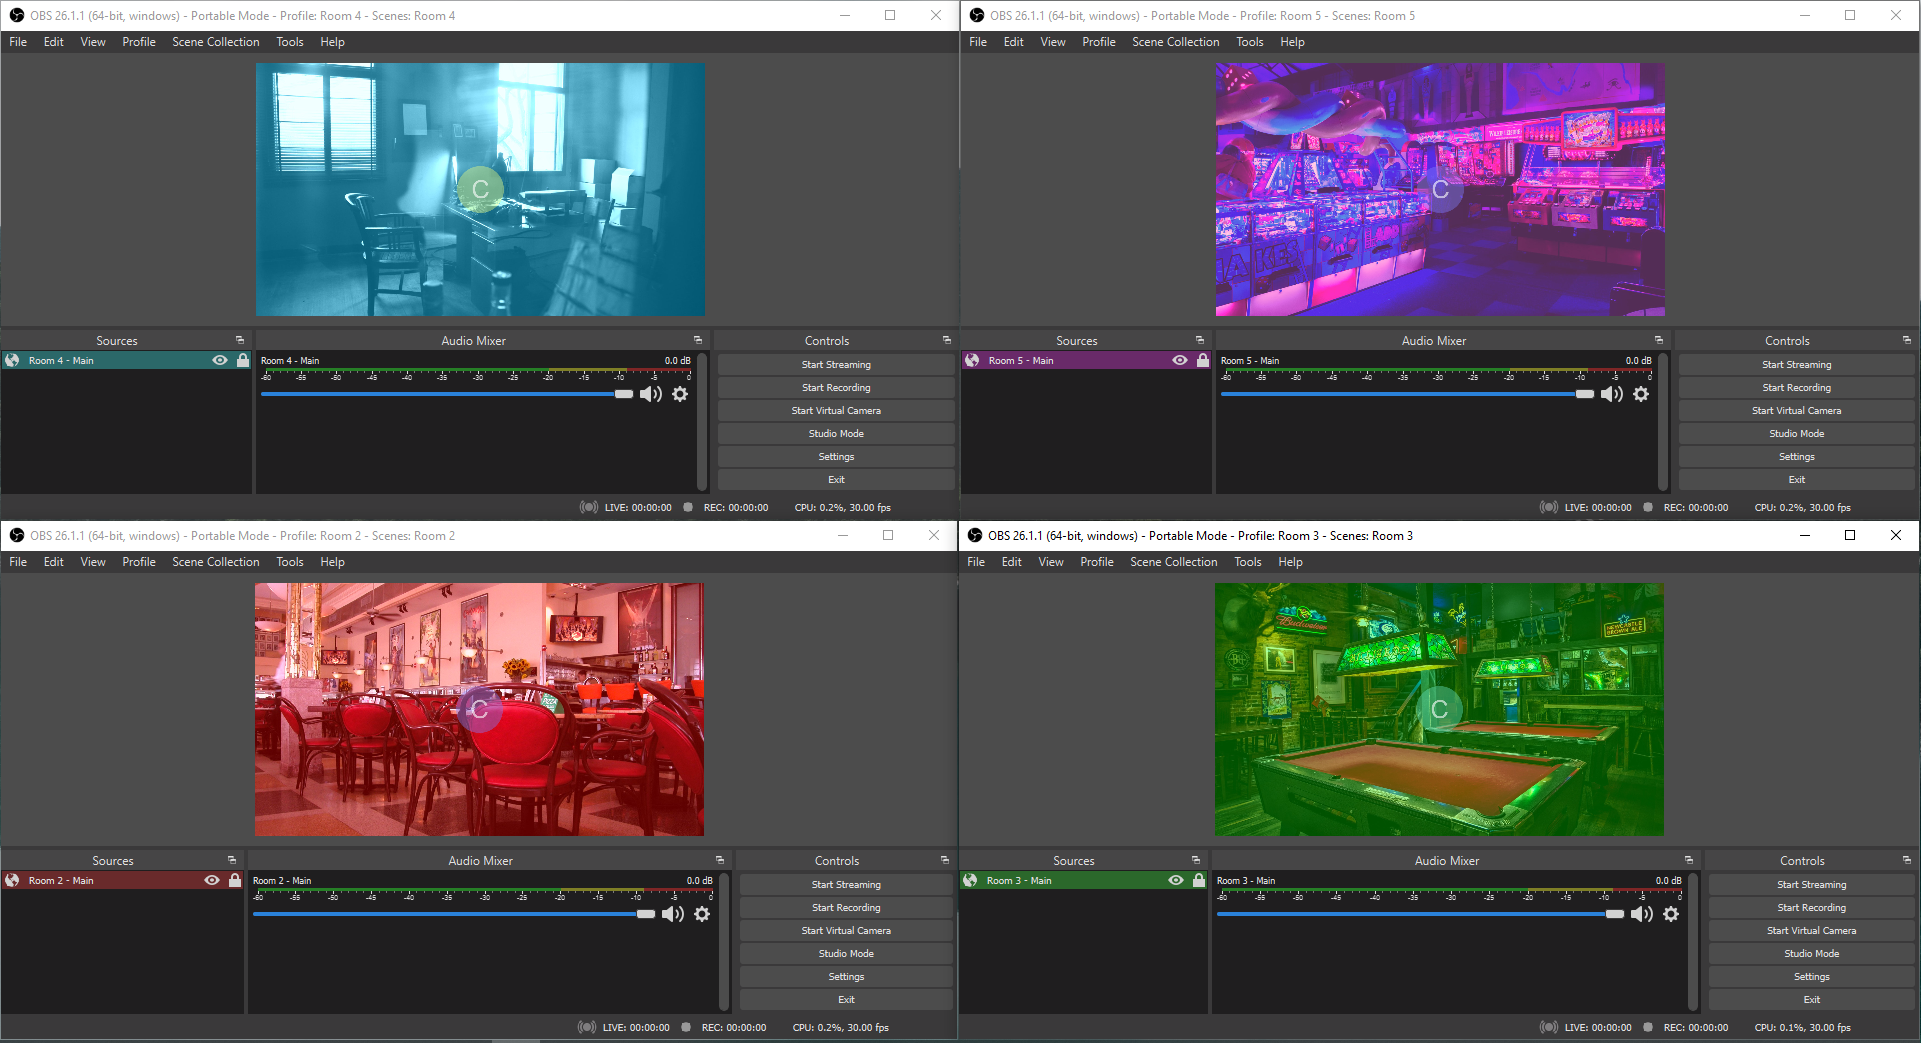 OBS 26.1.1 (64-bit, windows) - Portable Mode - Profile: Room 4 - Scenes: Room 4
File Edit View Profile Scene Collection Tools Help
C
Sources
Room 4 - Main
Audio Mixer
Room 4 - Main 0.0 dB
-60 -55 -50 -45 -40 -35 -30 -25 -20 -15 -10 -5 0
Controls
Start Streaming
Start Recording
Start Virtual Camera
Studio Mode
Settings
Exit
LIVE: 00:00:00 REC: 00:00:00 CPU: 0.2%, 30.00 fps
OBS 26.1.1 (64-bit, windows) - Portable Mode - Profile: Room 5 - Scenes: Room 5
File Edit View Profile Scene Collection Tools Help
C
Sources
Room 5 - Main
Audio Mixer
Room 5 - Main 0.0 dB
-60 -55 -50 -45 -40 -35 -30 -25 -20 -15 -10 -5 0
Controls
Start Streaming
Start Recording
Start Virtual Camera
Studio Mode
Settings
Exit
LIVE: 00:00:00 REC: 00:00:00 CPU: 0.2%, 30.00 fps
OBS 26.1.1 (64-bit, windows) - Portable Mode - Profile: Room 2 - Scenes: Room 2
File Edit View Profile Scene Collection Tools Help
C
Sources
Room 2 - Main
Audio Mixer
Room 2 - Main 0.0 dB
-60 -55 -50 -45 -40 -35 -30 -25 -20 -15 -10 -5 0
Controls
Start Streaming
Start Recording
Start Virtual Camera
Studio Mode
Settings
Exit
LIVE: 00:00:00 REC: 00:00:00 CPU: 0.2%, 30.00 fps
OBS 26.1.1 (64-bit, windows) - Portable Mode - Profile: Room 3 - Scenes: Room 3
File Edit View Profile Scene Collection Tools Help
Budweiser
NEWCASTLE
BROWN ALE
C
Sources
Room 3 - Main
Audio Mixer
Room 3 - Main 0.0 dB
-60 -55 -50 -45 -40 -35 -30 -25 -20 -15 -10 -5 0
Controls
Start Streaming
Start Recording
Start Virtual Camera
Studio Mode
Settings
Exit
LIVE: 00:00:00 REC: 00:00:00 CPU: 0.1%, 30.00 fps